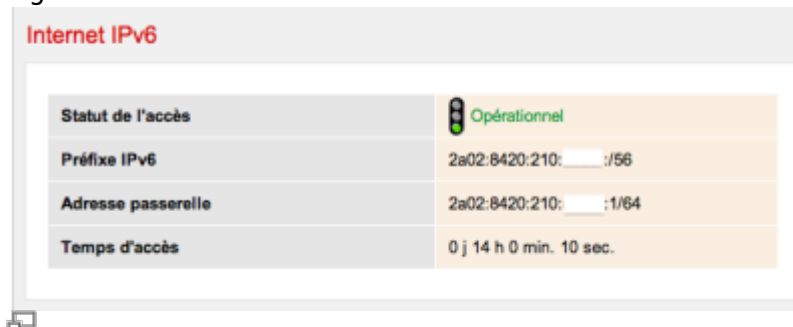 Internet IPv6
Statut de l'accès Opérationnel
Préfixe IPv6 2a02:8420:210: :/56
Adresse passerelle 2a02:8420:210: :1/64
Temps d'accès 0 j 14 h 0 min. 10 sec.